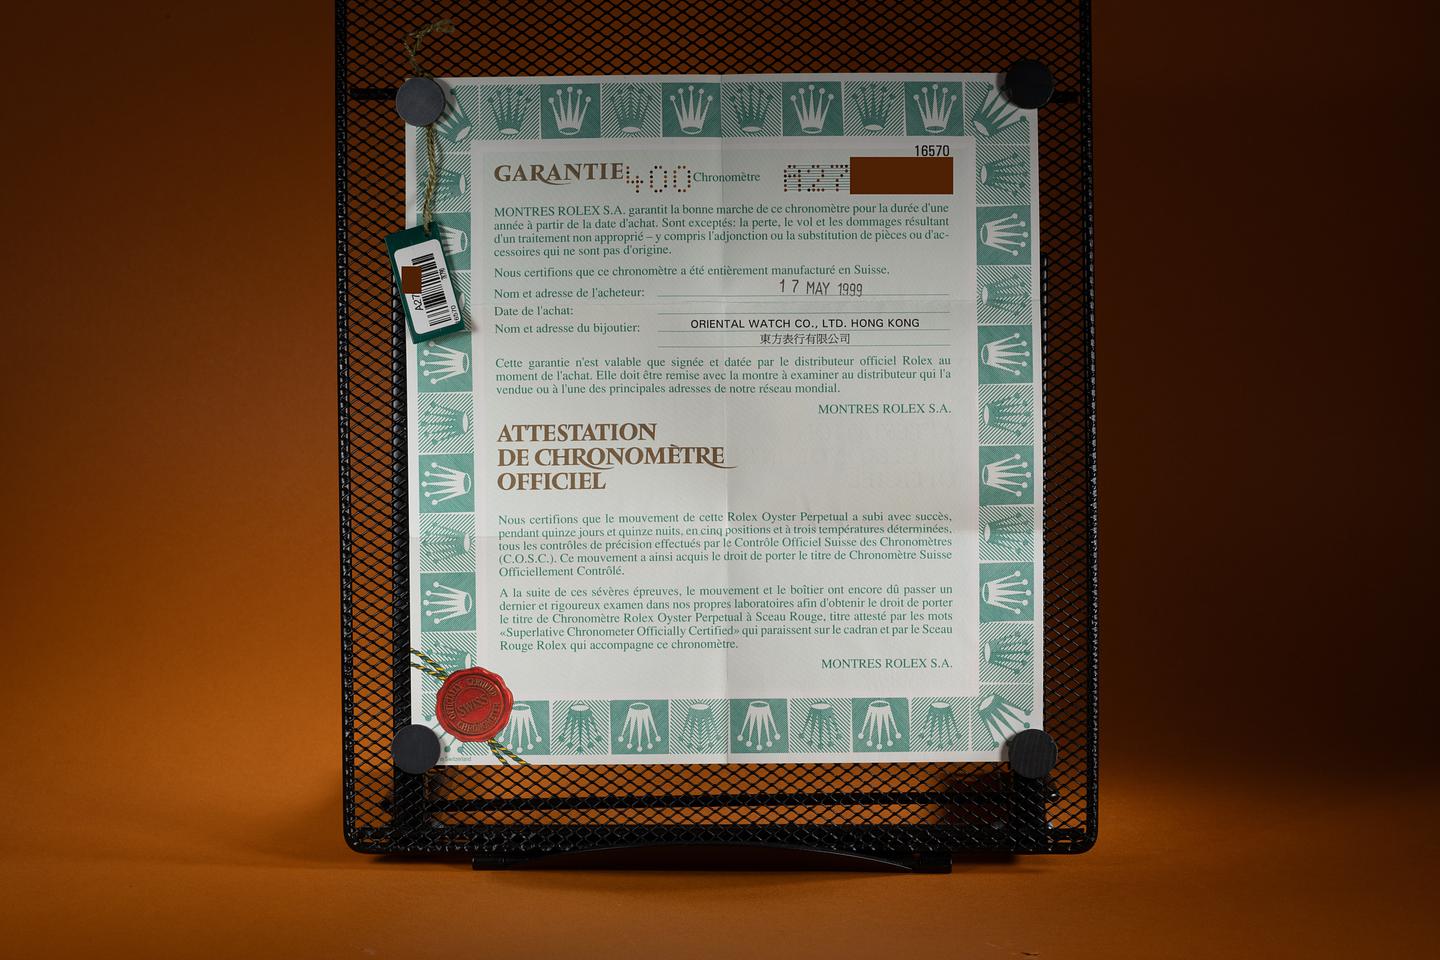 16570
GARANTIE 400 Chronomètre A27
MONTRES ROLEX S.A. garantit la bonne marche de ce chronomètre pour la durée d'une
année à partir de la date d'achat. Sont exceptés: la perte, le vol et les dommages résultant
d'un traitement non approprié – y compris l'adjonction ou la substitution de pièces ou d'ac-
cessoires qui ne sont pas d'origine.
Nous certifions que ce chronomètre a été entièrement manufacturé en Suisse.
Nom et adresse de l'acheteur: 17 MAY 1999
Date de l'achat:
Nom et adresse du bijoutier: ORIENTAL WATCH CO., LTD. HONG KONG
東方表行有限公司
Cette garantie n'est valable que signée et datée par le distributeur officiel Rolex au
moment de l'achat. Elle doit être remise avec la montre à examiner au distributeur qui l'a
vendue ou à l'une des principales adresses de notre réseau mondial.
MONTRES ROLEX S.A.
ATTESTATION
DE CHRONOMÈTRE
OFFICIEL
Nous certifions que le mouvement de cette Rolex Oyster Perpetual a subi avec succès,
pendant quinze jours et quinze nuits, en cinq positions et à trois températures déterminées,
tous les contrôles de précision effectués par le Contrôle Officiel Suisse des Chronomètres
(C.O.S.C.). Ce mouvement a ainsi acquis le droit de porter le titre de Chronomètre Suisse
Officiellement Contrôlé.
A la suite de ces sévères épreuves, le mouvement et le boîtier ont encore dû passer un
dernier et rigoureux examen dans nos propres laboratoires afin d'obtenir le droit de porter
le titre de Chronomètre Rolex Oyster Perpetual à Sceau Rouge, titre attesté par les mots
«Superlative Chronometer Officially Certified» qui paraissent sur le cadran et par le Sceau
Rouge Rolex qui accompagne ce chronomètre.
MONTRES ROLEX S.A.
A27
OFFICIALLY CERTIFIED
SWISS
CHRONOMETER
Switzerland